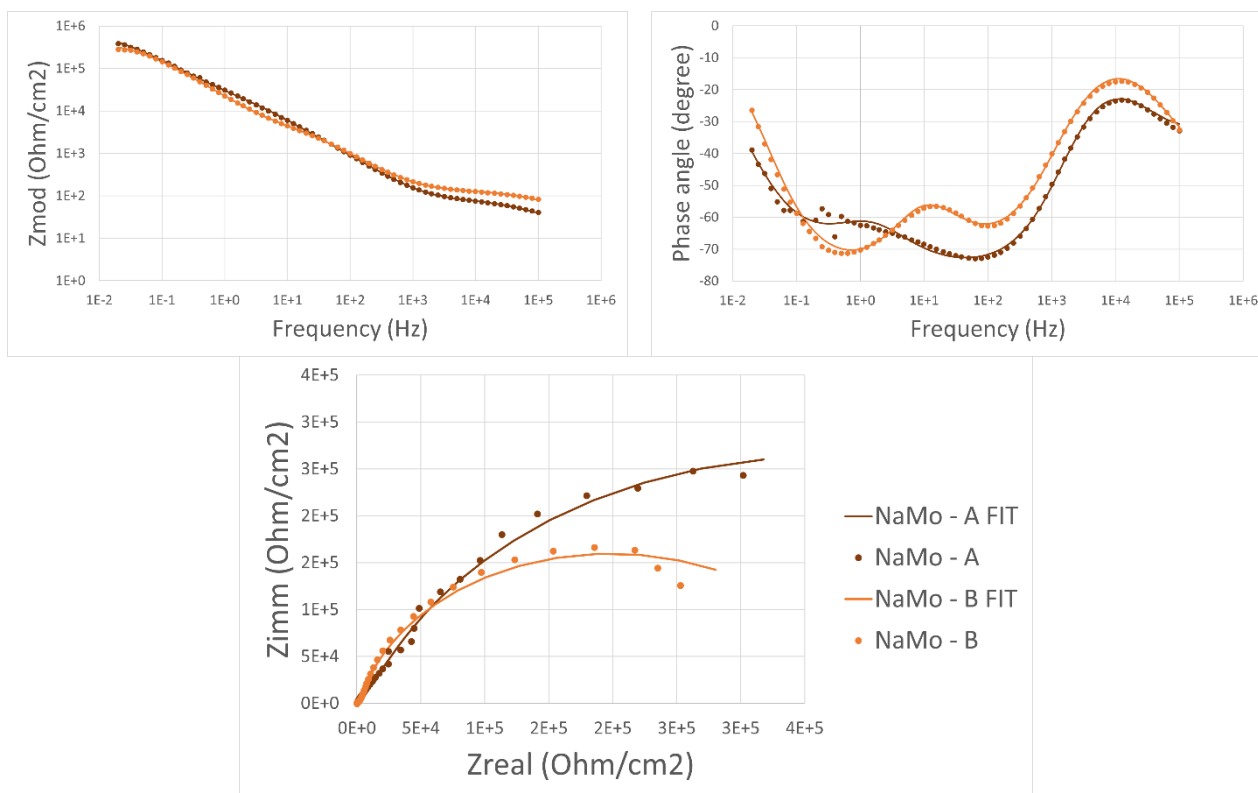 1E+6
1E+5
1E+4
1E+3
1E+2
1E+1
1E+0
Zmod (Ohm/cm2)
1E-2 1E-1 1E+0 1E+1 1E+2 1E+3 1E+4 1E+5 1E+6
Frequency (Hz)
0
-10
-20
-30
-40
-50
-60
-70
-80
Phase angle (degree)
1E-2 1E-1 1E+0 1E+1 1E+2 1E+3 1E+4 1E+5 1E+6
Frequency (Hz)
4E+5
3E+5
3E+5
2E+5
2E+5
1E+5
5E+4
0E+0
Zimm (Ohm/cm2)
0E+0 5E+4 1E+5 2E+5 2E+5 3E+5 3E+5 4E+5
Zreal (Ohm/cm2)
NaMo - A FIT
NaMo - A
NaMo - B FIT
NaMo - B